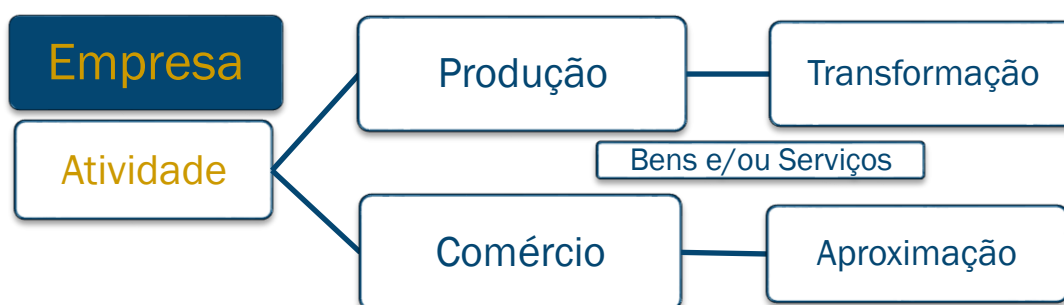 Empresa
Produção
Transformação
Atividade
Bens e/ou Serviços
Comércio
Aproximação